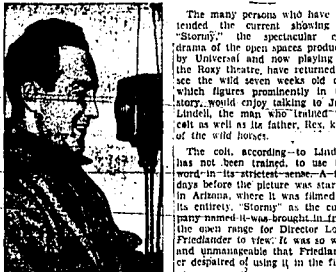 The many persons who have
tended the current showing
"Stormy," the spectacular
drama of the open spaces produ
by Universal and now playing
the Roxy theatre, have returned
see the wild seven weeks old c
which figures prominently in
story, would enjoy talking to J
Lindell, the man who trained
colt as well as its father, Rex, k
of the wild horses.
The colt, according to Lind
has not been trained, to use
word in its strictest sense. A f
days before the picture was star
in Arizona, where it was filmed
its entirety, "Stormy" as the cu
pany named it was brought in fr
the open range for Director Lo
Friedlander to view. It was so w
and unmanageable that Friedlan
er despaired of using it in the fi